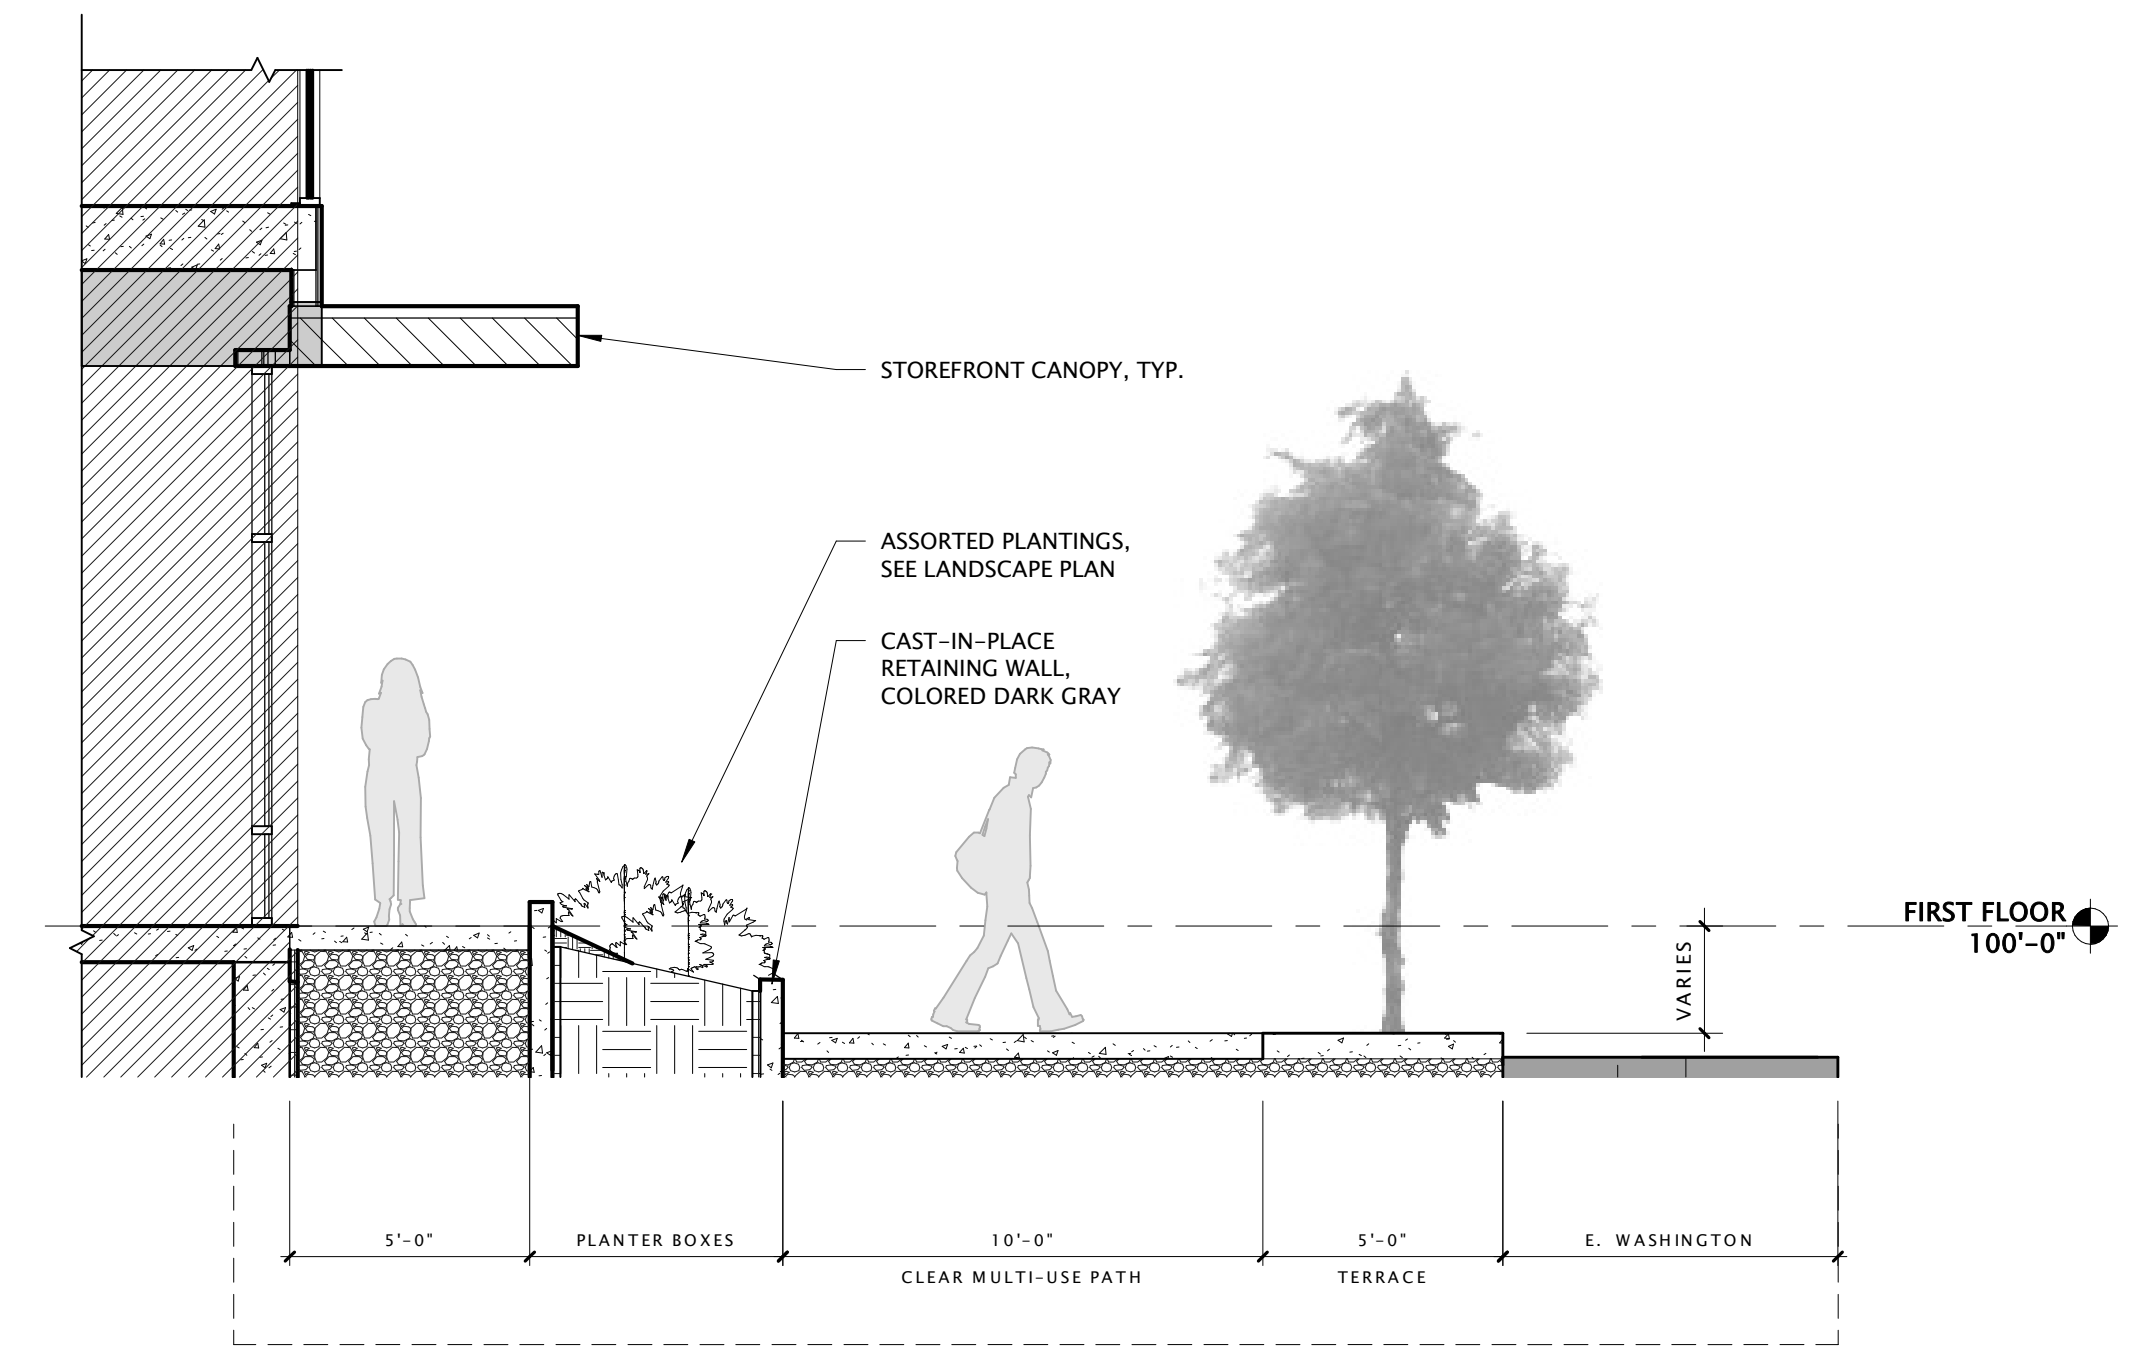 STOREFRONT CANOPY, TYP.
ASSORTED PLANTINGS,
SEE LANDSCAPE PLAN
CAST-IN-PLACE
RETAINING WALL,
COLORED DARK GRAY
FIRST FLOOR
100'-0"
VARIES
5'-0"
PLANTER BOXES
10'-0"
5'-0"
E. WASHINGTON
CLEAR MULTI-USE PATH
TERRACE